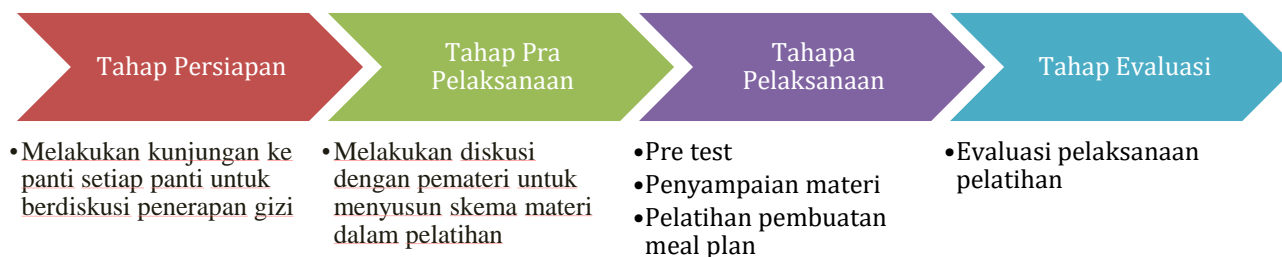 Tahap Persiapan
Tahap Pra
Pelaksanaan
Tahapa
Pelaksanaan
Tahap Evaluasi
•Melakukan kunjungan ke
panti setiap panti untuk
berdiskusi penerapan gizi
•Melakukan diskusi
dengan pemateri untuk
menyusun skema materi
dalam pelatihan
•Pre test
•Penyampaian materi
•Pelatihan pembuatan
meal plan
•Evaluasi pelaksanaan
pelatihan